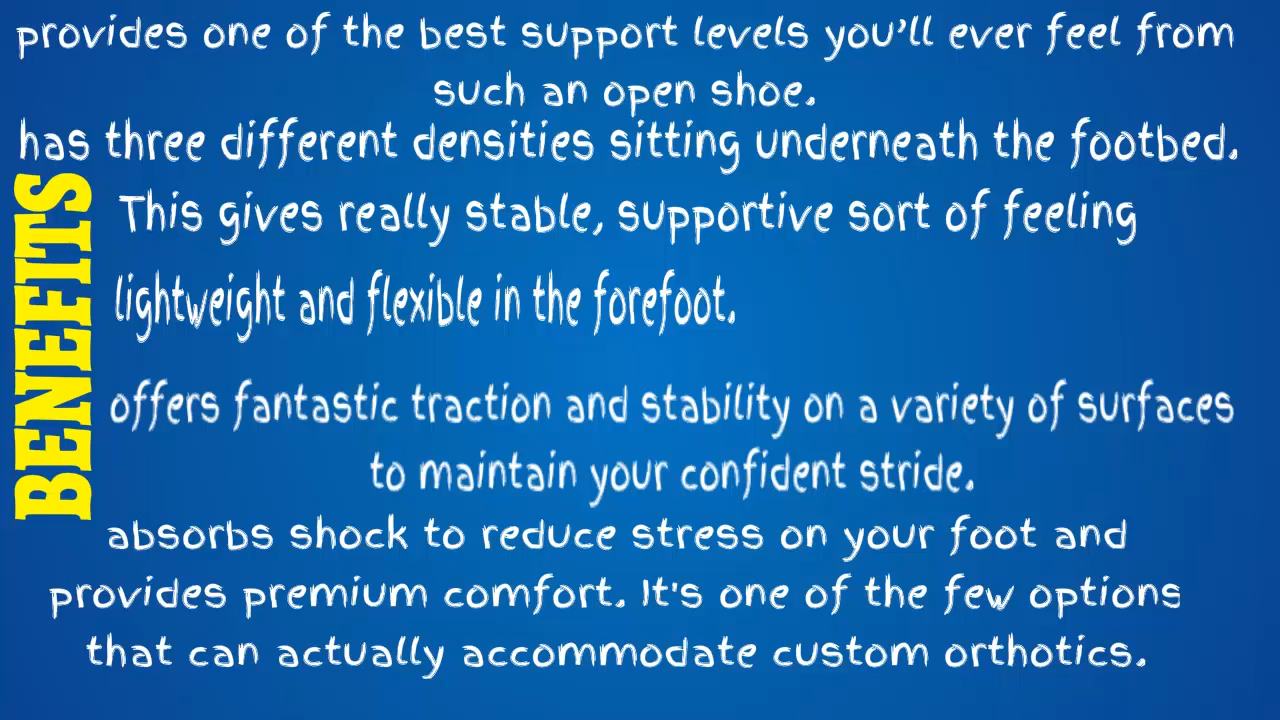 provides one of the best support levels you’ll ever feel from
such an open shoe.
has three different densities sitting underneath the footbed.
BENEFITS
This gives really stable, supportive sort of feeling
lightweight and flexible in the forefoot.
offers fantastic traction and stability on a variety of surfaces
to maintain your confident stride.
absorbs shock to reduce stress on your foot and
provides premium comfort. It's one of the few options
that can actually accommodate custom orthotics.